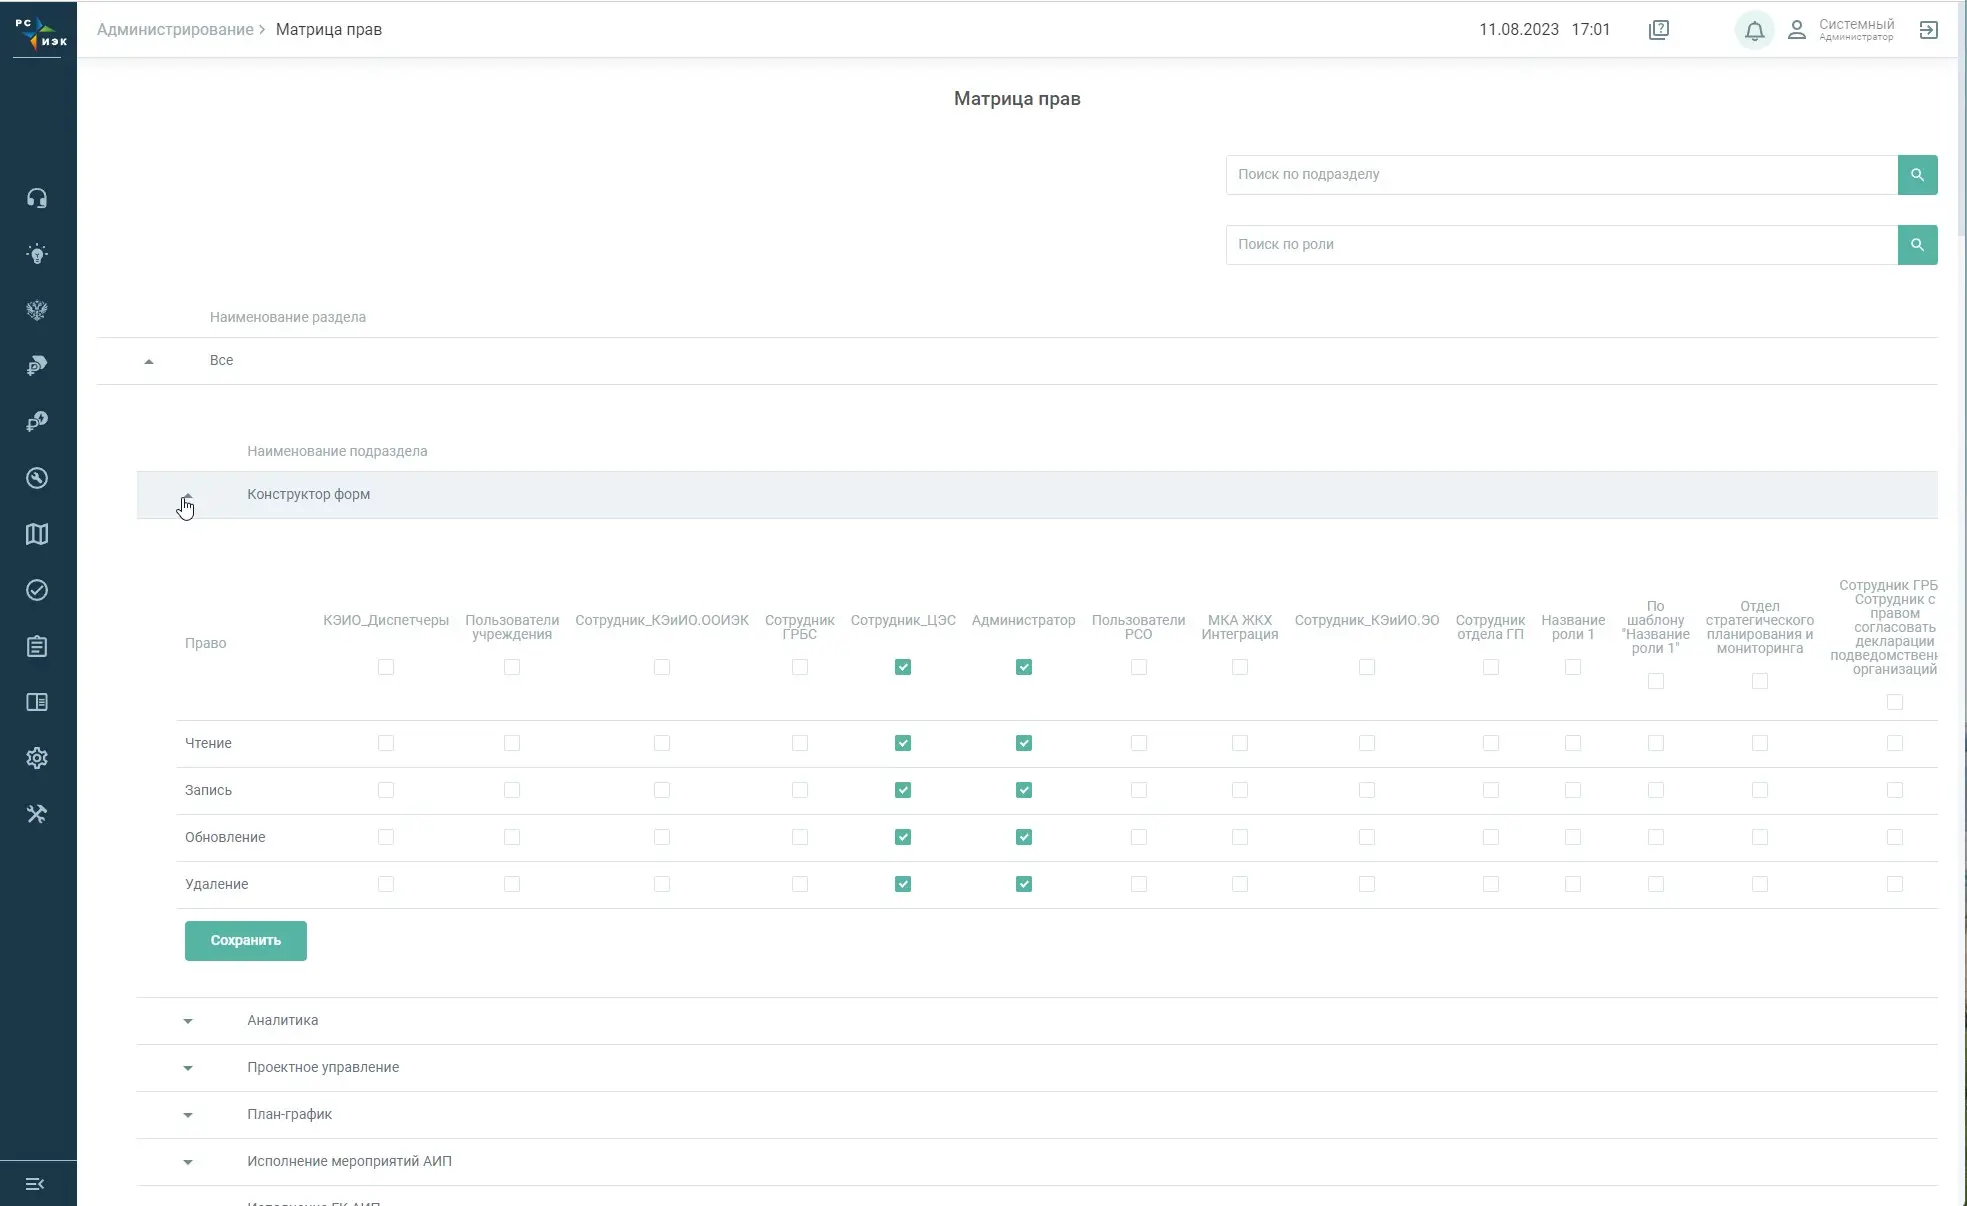 РС
ИЭК
Администрирование > Матрица прав
11.08.2023 17:01
Системный
Администратор
Матрица прав
Поиск по подразделу
Поиск по роли
Наименование раздела
Все
Наименование подраздела
Конструктор форм
Право
КЭИО_Диспетчеры
Пользователи
учреждения
Сотрудник_КЭиИО.ООИЭК
Сотрудник
ГРБС
Сотрудник_ЦЭС
Администратор
Пользователи
РСО
МКА ЖКХ
Интеграция
Сотрудник_КЭиИО.ЭО
Сотрудник
отдела ГП
Название
роли 1
По
шаблону
"Название
роли 1"
Отдел
стратегического
планирования и
мониторинга
Сотрудник ГРБ
Сотрудник с
правом
согласовать
декларации
подведомствен
организаций
Чтение
Запись
Обновление
Удаление
Сохранить
Аналитика
Проектное управление
План-график
Исполнение мероприятий АИП